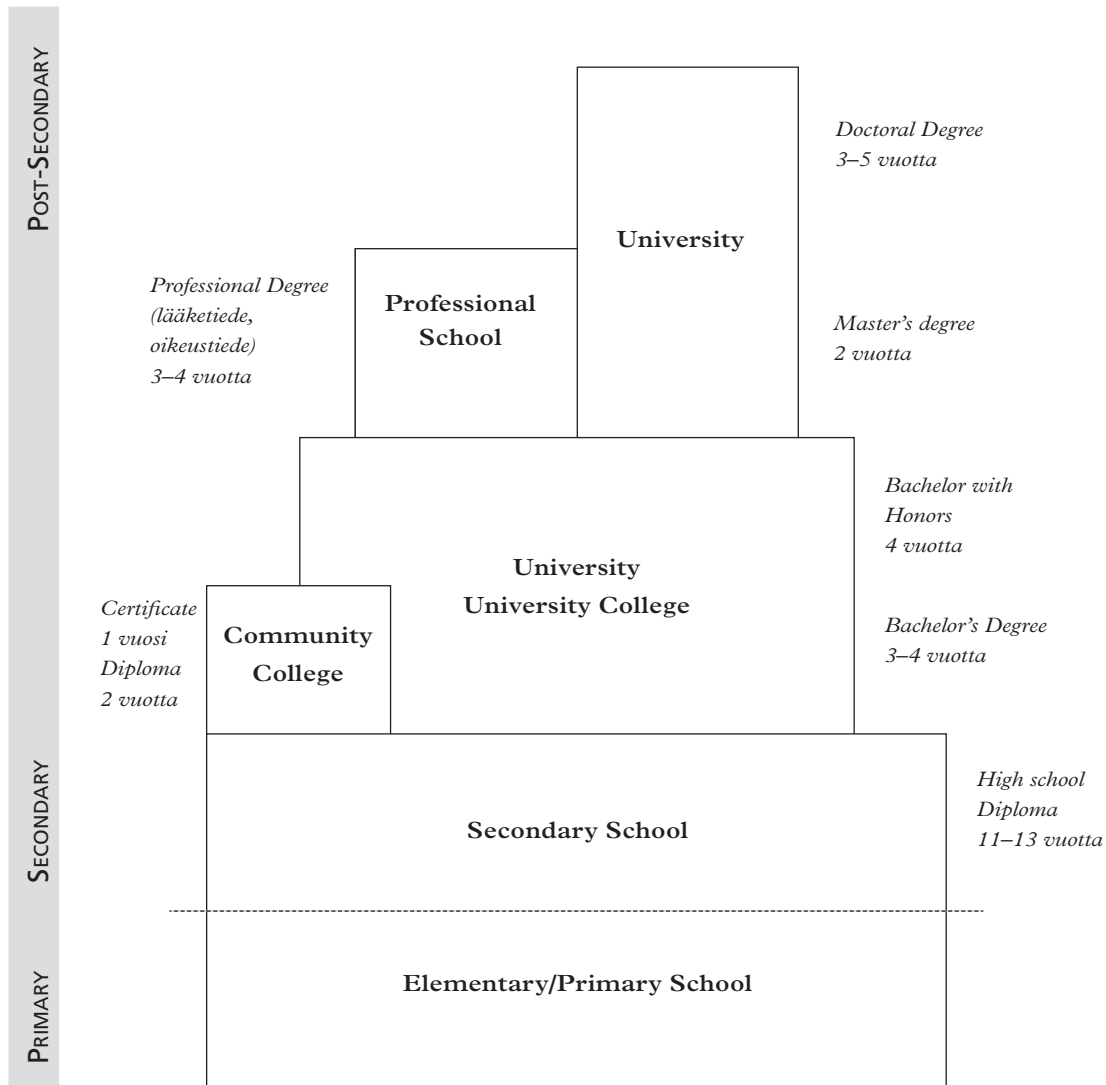 POST-SECONDARY
Doctoral Degree
3–5 vuotta
University
Professional Degree
(lääketiede,
oikeustiede)
3–4 vuotta
Professional
School
Master’s degree
2 vuotta
Bachelor with
Honors
4 vuotta
University
University College
Certificate
1 vuosi
Diploma
2 vuotta
Community
College
Bachelor’s Degree
3–4 vuotta
SECONDARY
High school
Diploma
11–13 vuotta
Secondary School
PRIMARY
Elementary/Primary School